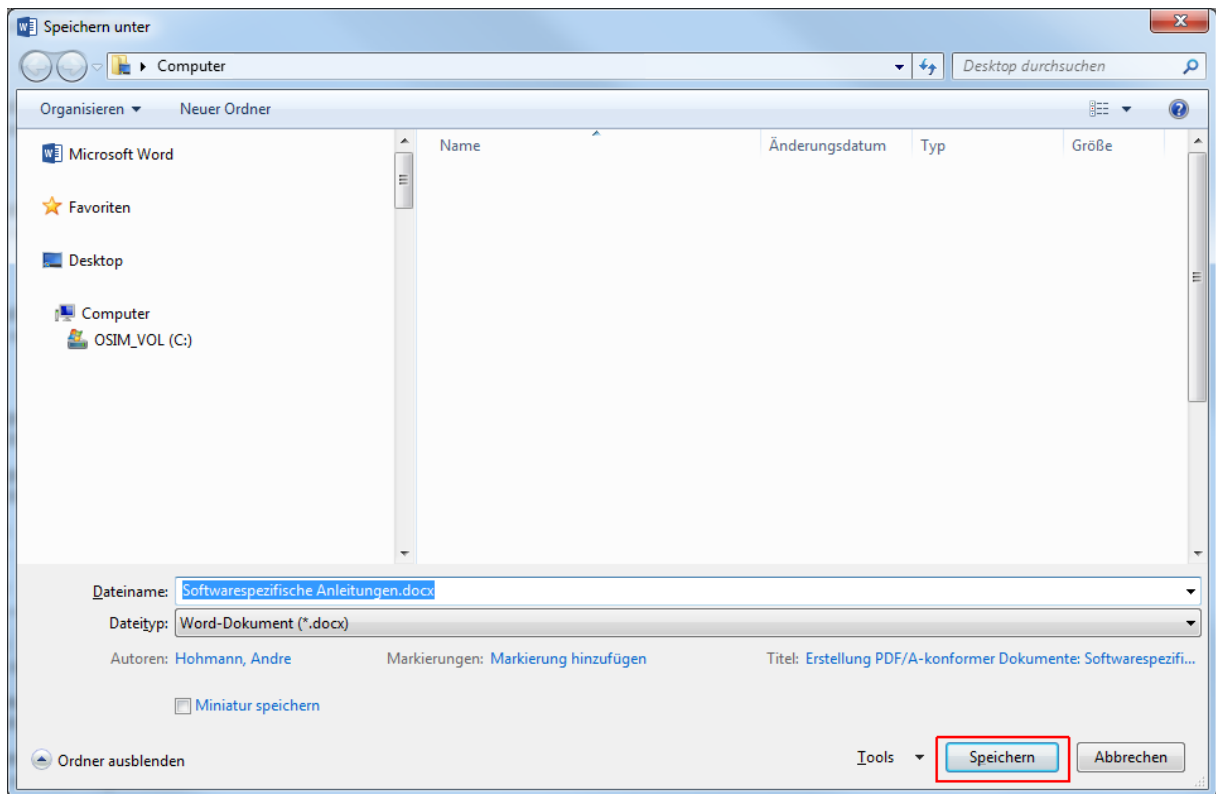 Speichern unter
Computer
Desktop durchsuchen
Organisieren Neuer Ordner
Microsoft Word
Favoriten
Desktop
Computer
OSIM_VOL (C:)
Name Änderungsdatum Typ Größe
Dateiname: Softwarespezifische Anleitungen.docx
Dateityp: Word-Dokument (*.docx)
Autoren: Hohmann, Andre Markierungen: Markierung hinzufügen Titel: Erstellung PDF/A-konformer Dokumente: Softwarespezifi...
Miniatur speichern
Ordner ausblenden Tools Speichern Abbrechen